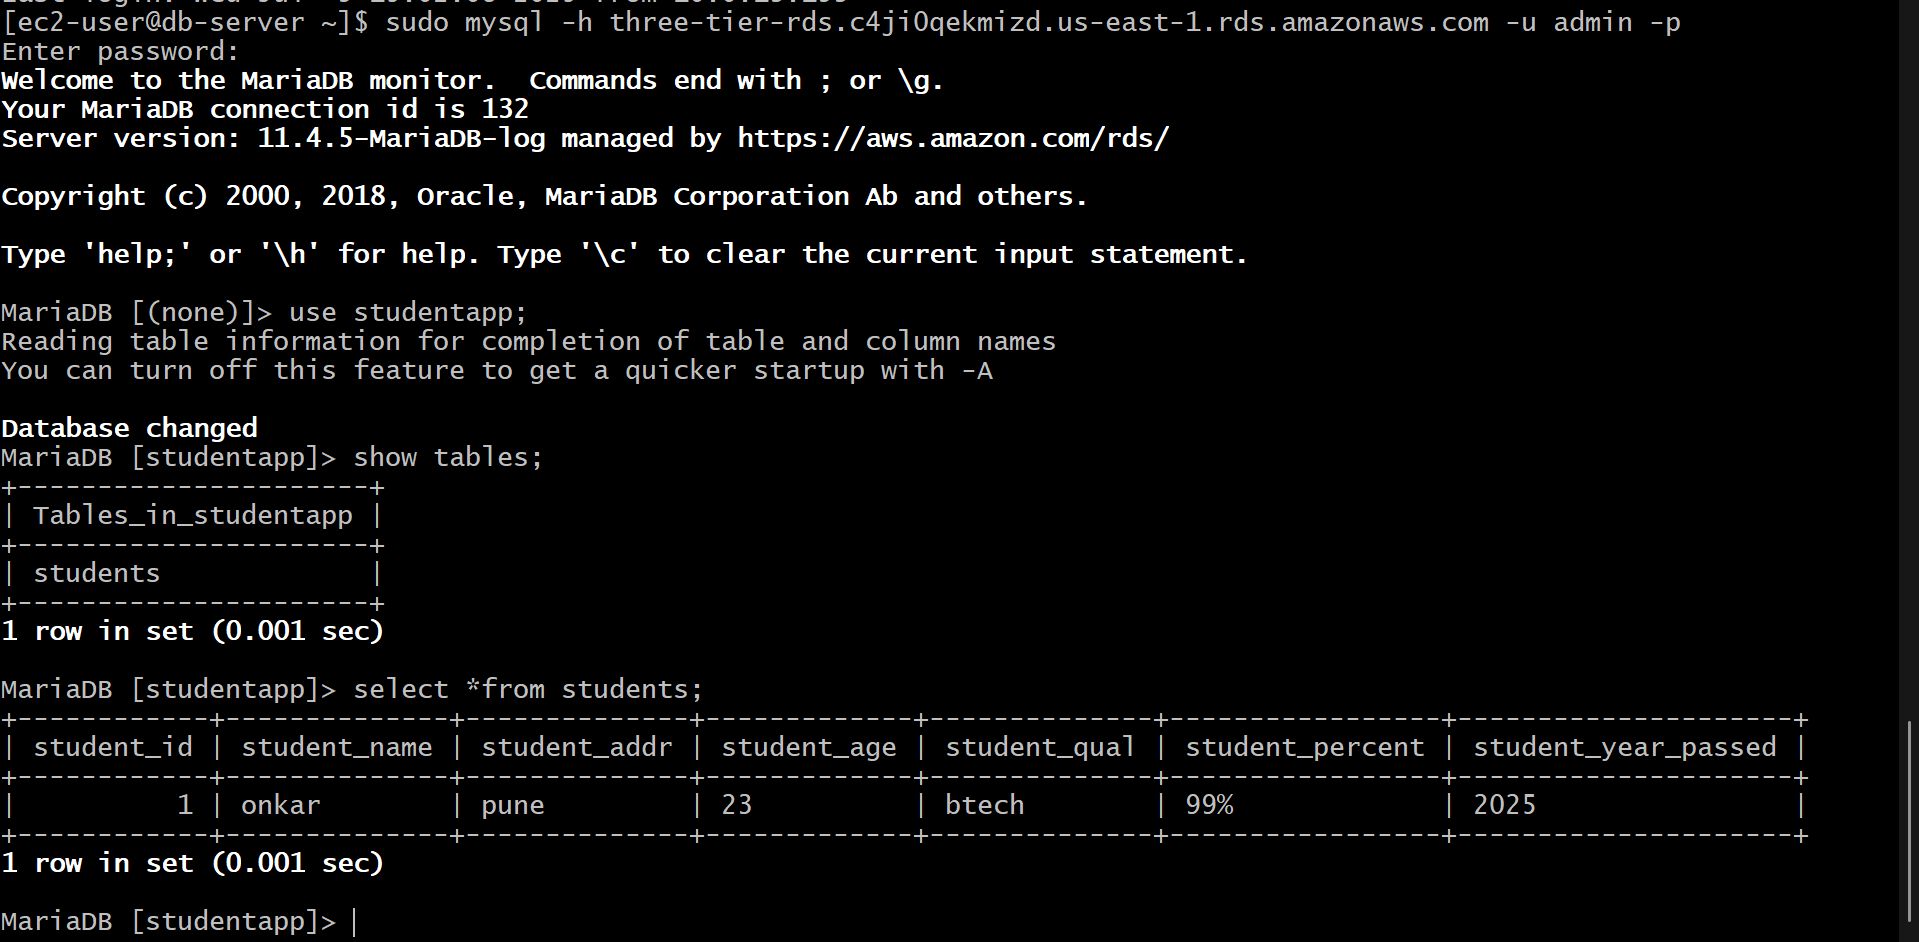 [ec2-user@db-server ~]$ sudo mysql -h three-tier-rds.c4ji0qekmizd.us-east-1.rds.amazonaws.com -u admin -p
Enter password:
Welcome to the MariaDB monitor.  Commands end with ; or \g.
Your MariaDB connection id is 132
Server version: 11.4.5-MariaDB-log managed by https://aws.amazon.com/rds/
Copyright (c) 2000, 2018, Oracle, MariaDB Corporation Ab and others.
Type 'help;' or '\h' for help. Type '\c' to clear the current input statement.
MariaDB [(none)]> use studentapp;
Reading table information for completion of table and column names
You can turn off this feature to get a quicker startup with -A
Database changed
MariaDB [studentapp]> show tables;
+----------------------+
| Tables_in_studentapp |
+----------------------+
| students             |
+----------------------+
1 row in set (0.001 sec)
MariaDB [studentapp]> select *from students;
+------------+--------------+--------------+-------------+--------------+-----------------+---------------------+
| student_id | student_name | student_addr | student_age | student_qual | student_percent | student_year_passed |
+------------+--------------+--------------+-------------+--------------+-----------------+---------------------+
|          1 | onkar        | pune         | 23          | btech        | 99%             | 2025                |
+------------+--------------+--------------+-------------+--------------+-----------------+---------------------+
1 row in set (0.001 sec)
MariaDB [studentapp]>